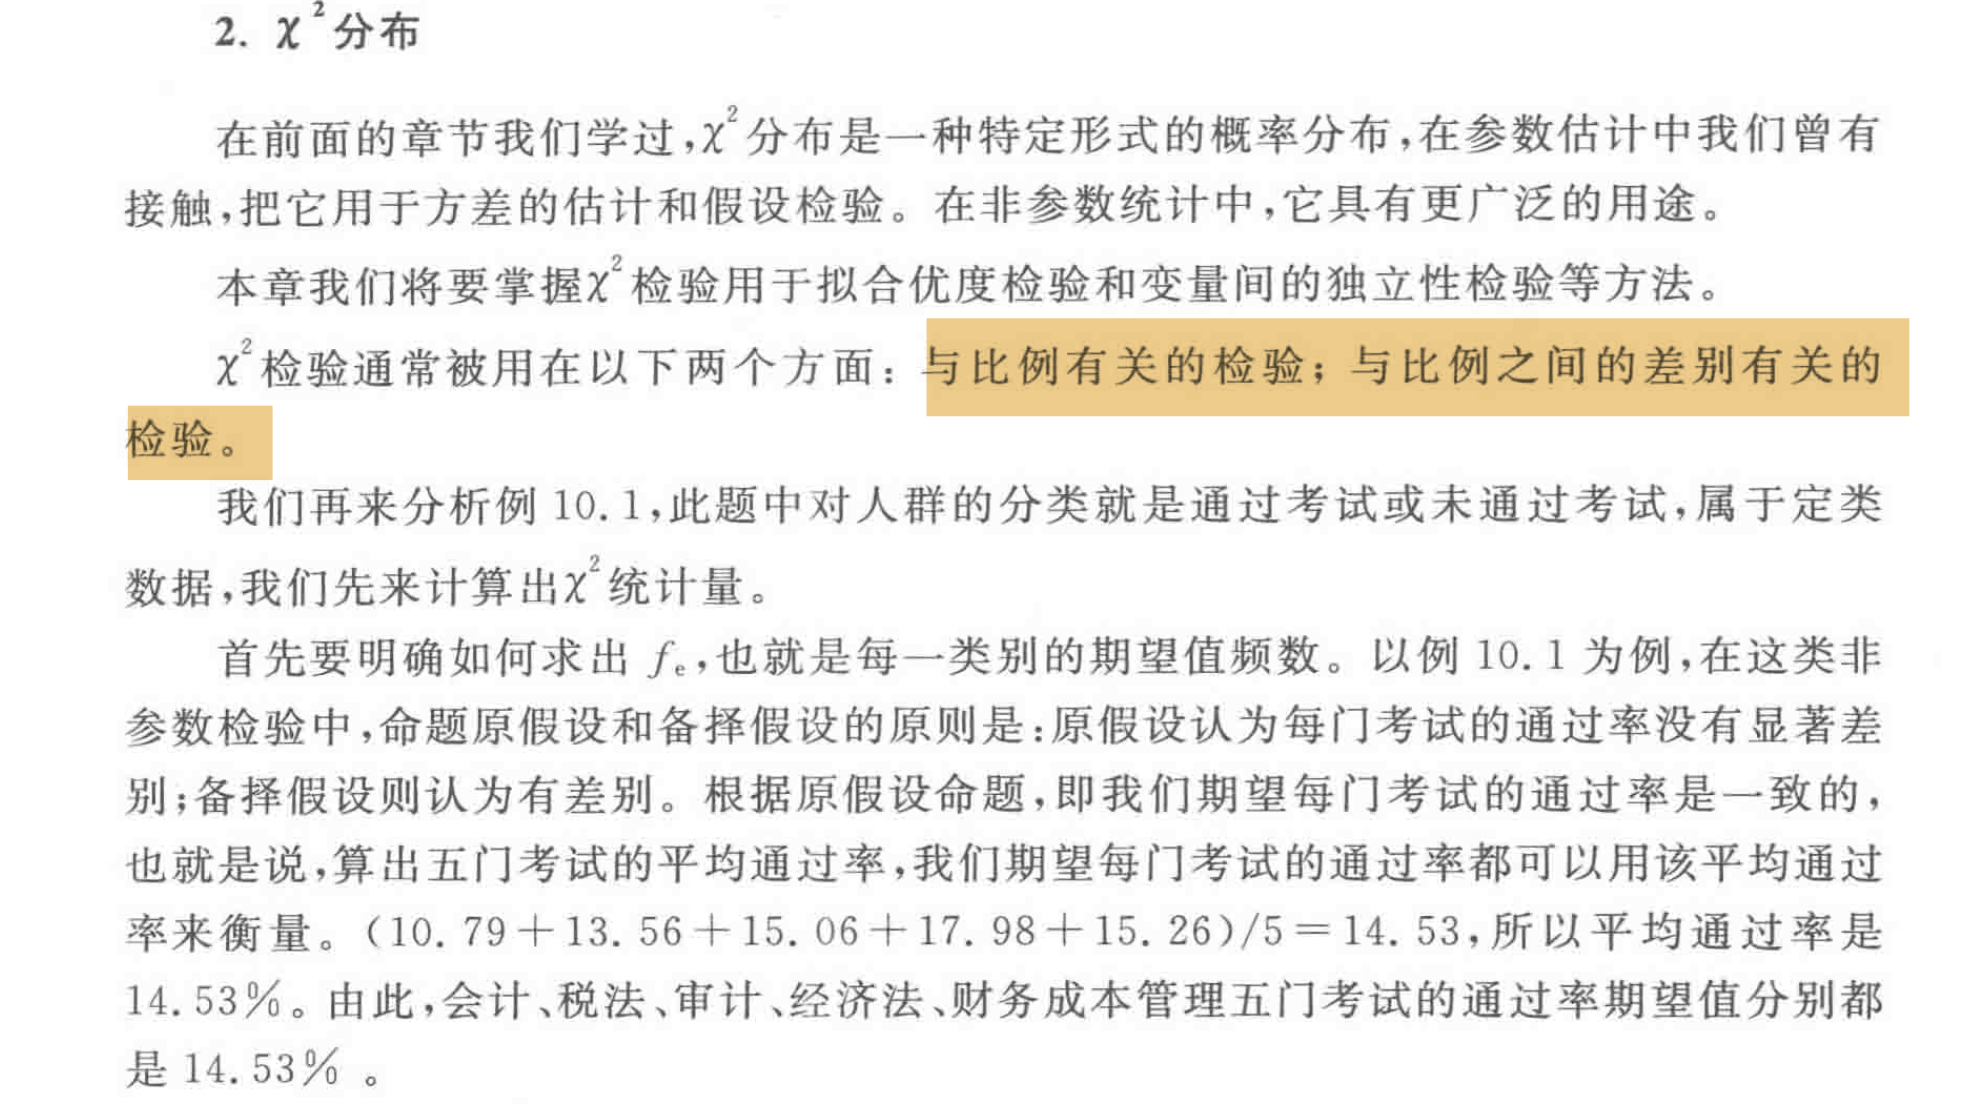 2. χ²分布
在前面的章节我们学过,χ²分布是一种特定形式的概率分布,在参数估计中我们曾有
接触,把它用于方差的估计和假设检验。在非参数统计中,它具有更广泛的用途。
本章我们将要掌握χ²检验用于拟合优度检验和变量间的独立性检验等方法。
χ²检验通常被用在以下两个方面：与比例有关的检验；与比例之间的差别有关的
检验。
我们再来分析例 10.1,此题中对人群的分类就是通过考试或未通过考试,属于定类
数据,我们先来计算出χ²统计量。
首先要明确如何求出 fₑ,也就是每一类别的期望值频数。以例 10.1 为例,在这类非
参数检验中,命题原假设和备择假设的原则是:原假设认为每门考试的通过率没有显著差
别;备择假设则认为有差别。根据原假设命题,即我们期望每门考试的通过率是一致的,
也就是说,算出五门考试的平均通过率,我们期望每门考试的通过率都可以用该平均通过
率来衡量。(10.79+13.56+15.06+17.98+15.26)/5=14.53,所以平均通过率是
14.53%。由此,会计、税法、审计、经济法、财务成本管理五门考试的通过率期望值分别都
是 14.53% 。